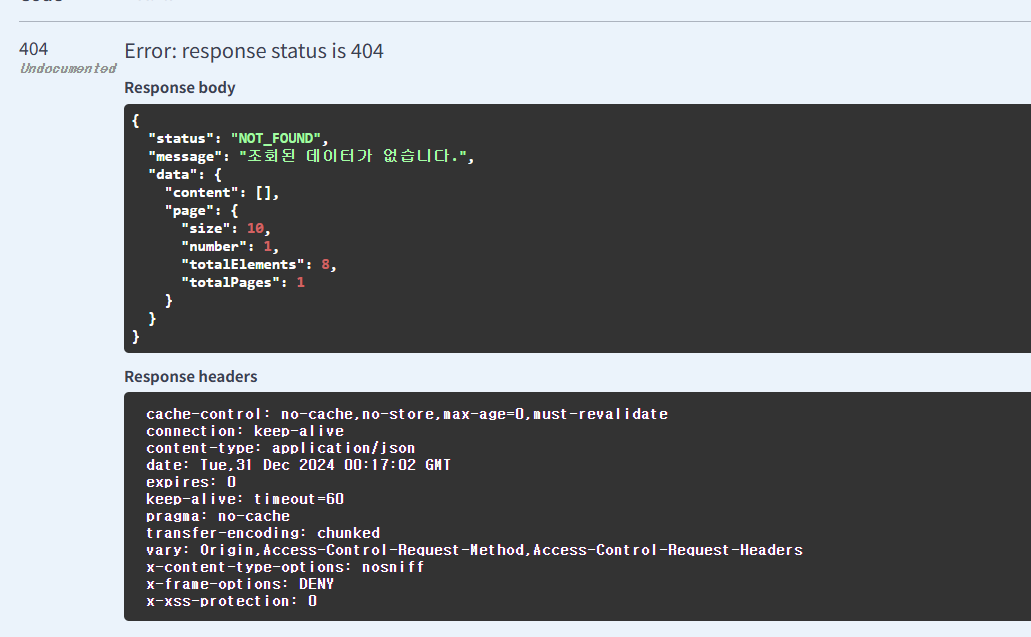 404
Undocumented
Error: response status is 404
Response body
{
  "status": "NOT_FOUND",
  "message": "조회된 데이터가 없습니다.",
  "data": {
    "content": [],
    "page": {
      "size": 10,
      "number": 1,
      "totalElements": 8,
      "totalPages": 1
    }
  }
}
Response headers
cache-control: no-cache,no-store,max-age=0,must-revalidate
connection: keep-alive
content-type: application/json
date: Tue,31 Dec 2024 00:17:02 GMT
expires: 0
keep-alive: timeout=60
pragma: no-cache
transfer-encoding: chunked
vary: Origin,Access-Control-Request-Method,Access-Control-Request-Headers
x-content-type-options: nosniff
x-frame-options: DENY
x-xss-protection: 0